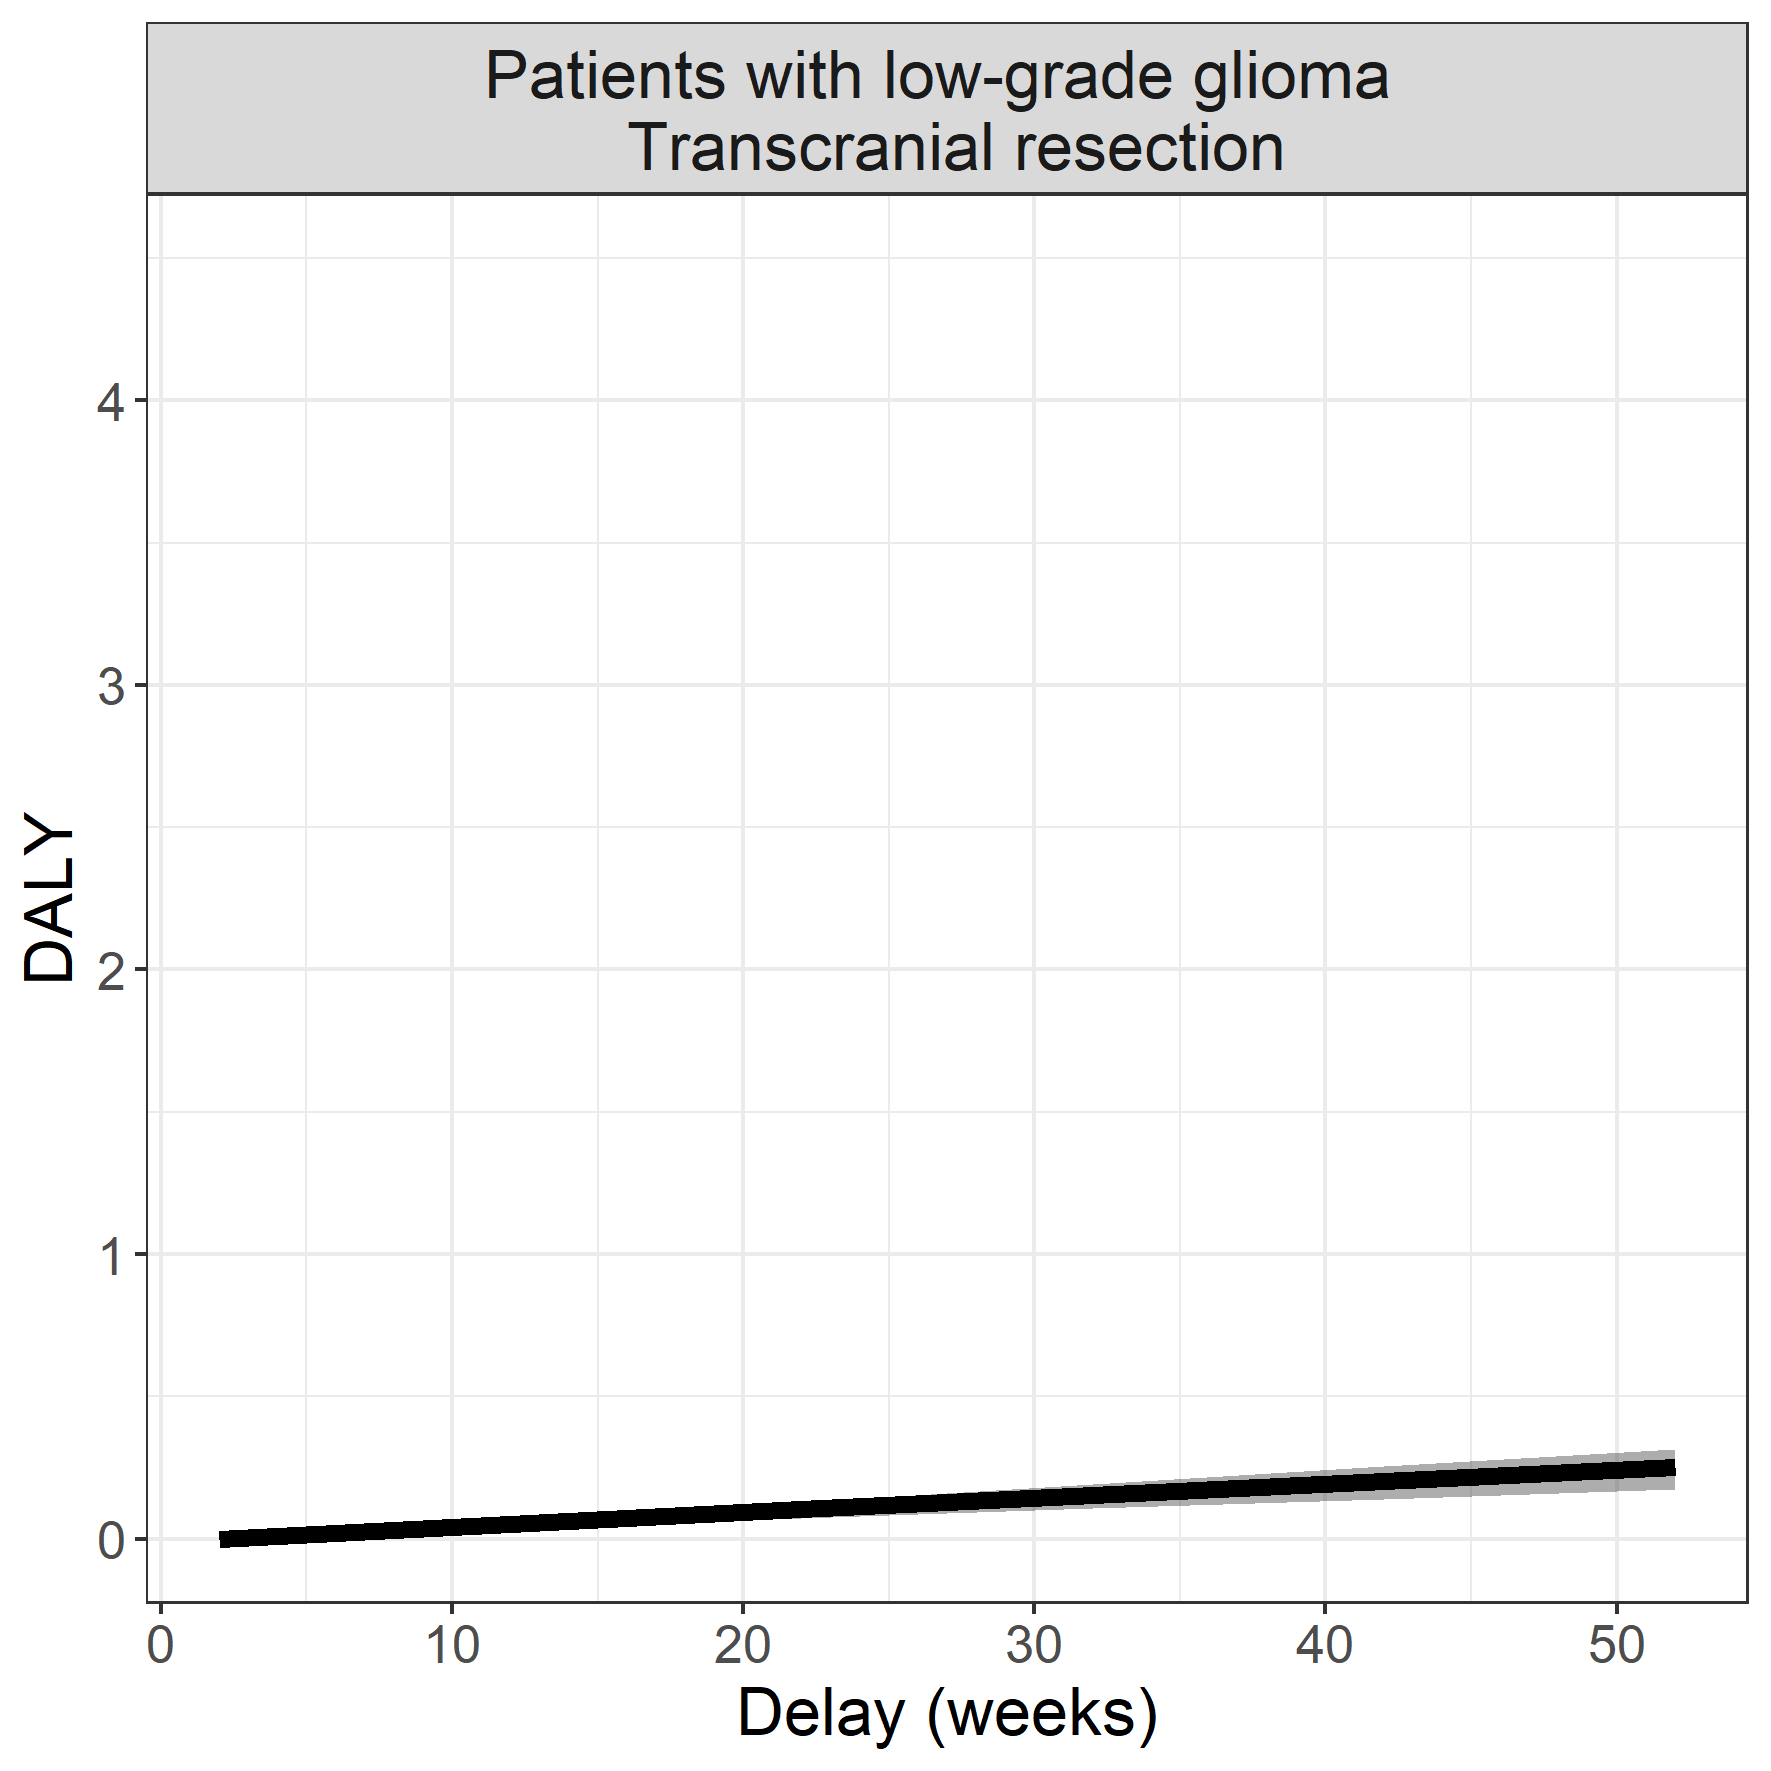 Patients with low-grade glioma
Transcranial resection
DALY
4
3
2
1
0
0 10 20 30 40 50
Delay (weeks)